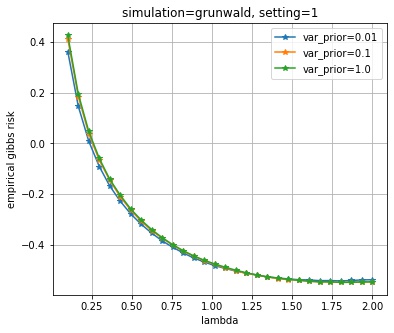 simulation=grunwald, setting=1
var_prior=0.01
var_prior=0.1
var_prior=1.0
empirical gibbs risk
0.4
0.2
0.0
−0.2
−0.4
0.25 0.50 0.75 1.00 1.25 1.50 1.75 2.00
lambda